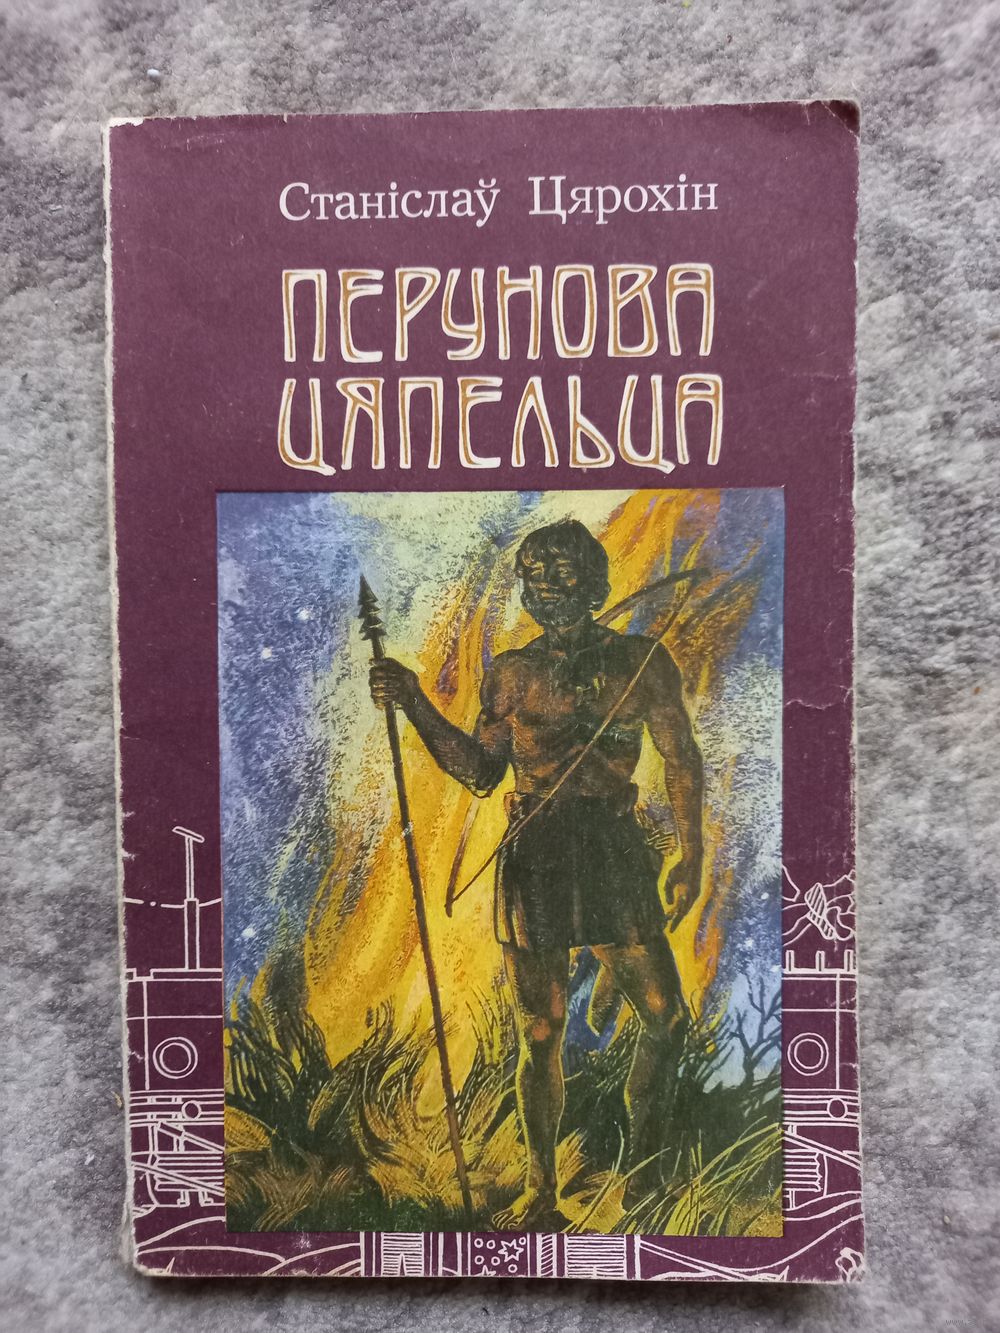 Станіслаў Цярохін
ПЕРУНОВА
ЦЯПЕЛЬЦА